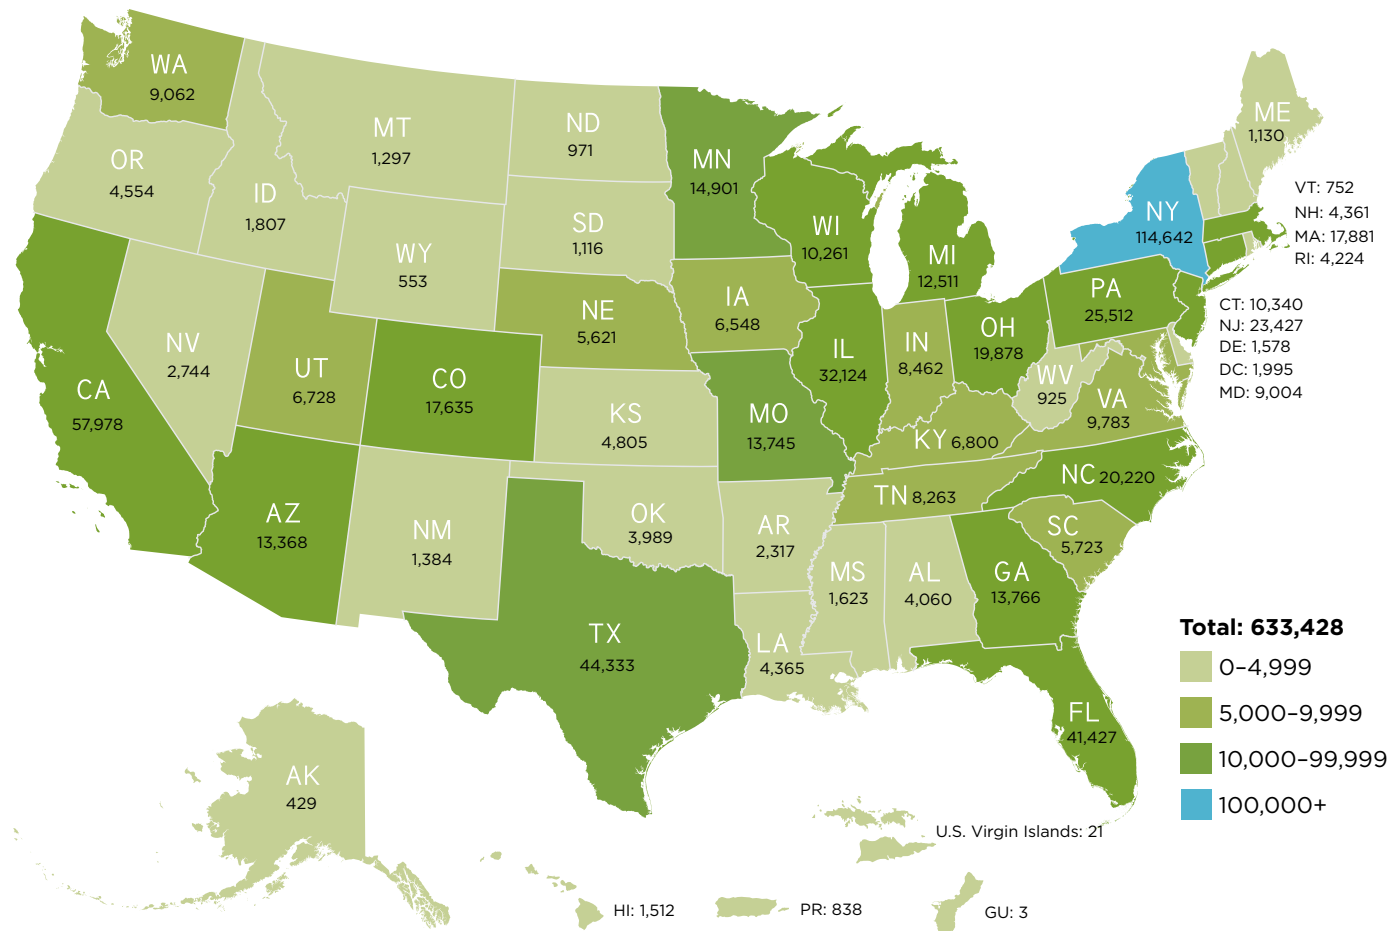 WA
9,062
OR
4,554
ID
1,807
MT
1,297
ND
971
MN
14,901
SD
1,116
WY
553
NE
5,621
IA
6,548
WI
10,261
MI
12,511
NY
114,642
ME
1,130
VT: 752
NH: 4,361
MA: 17,881
RI: 4,224
CT: 10,340
NJ: 23,427
DE: 1,578
DC: 1,995
MD: 9,004
PA
25,512
OH
19,878
IN
8,462
IL
32,124
WV
925
VA
9,783
KY 6,800
NV
2,744
UT
6,728
CO
17,635
CA
57,978
KS
4,805
MO
13,745
TN 8,263
NC 20,220
SC
5,723
AZ
13,368
NM
1,384
OK
3,989
AR
2,317
MS
1,623
AL
4,060
GA
13,766
TX
44,333
LA
4,365
FL
41,427
Total: 633,428
0–4,999
5,000–9,999
10,000–99,999
100,000+
AK
429
U.S. Virgin Islands: 21
HI: 1,512
PR: 838
GU: 3